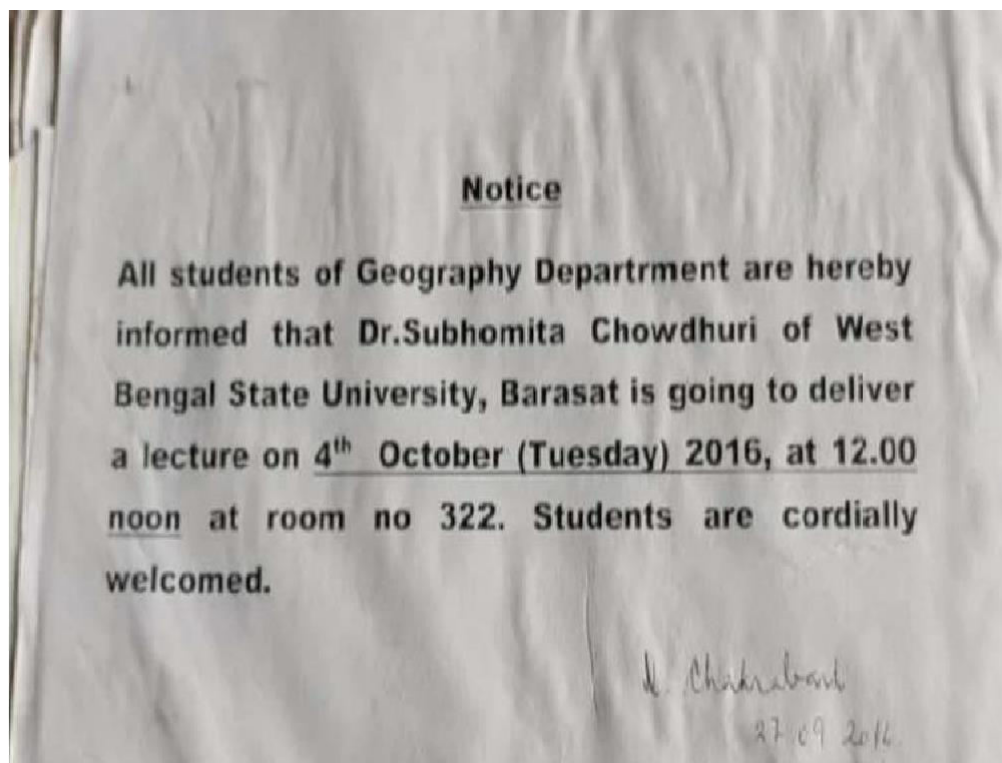 Notice
All students of Geography Departrment are hereby
informed that Dr.Subhomita Chowdhuri of West
Bengal State University, Barasat is going to deliver
a lecture on 4th October (Tuesday) 2016, at 12.00
noon at room no 322. Students are cordially
welcomed.
27 09 2016